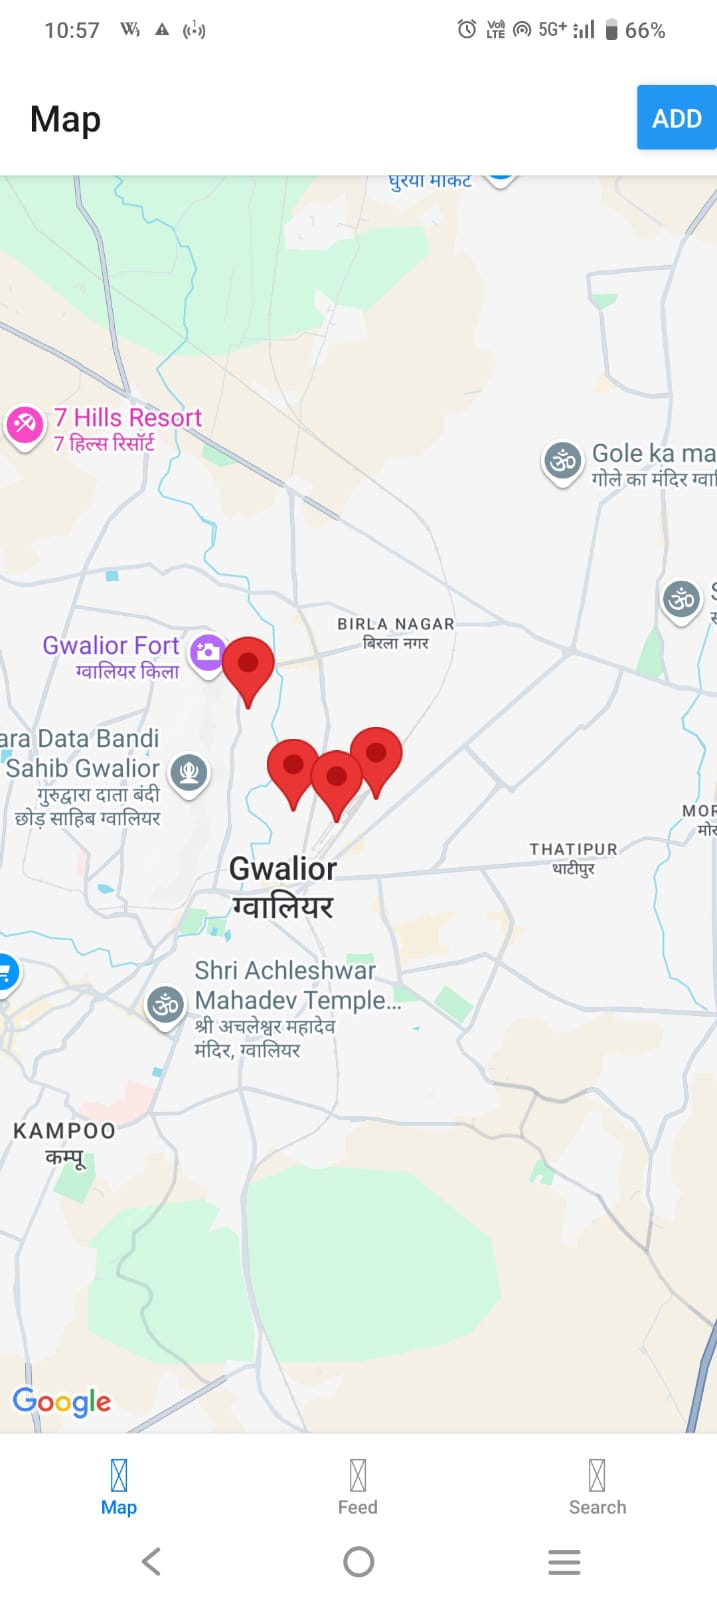 10:57
5G+ 66%
Map
ADD
घुरैया मार्केट
7 Hills Resort
7 हिल्स रिसॉर्ट
Gole ka ma
गोले का मंदिर ग्वा
BIRLA NAGAR
बिरला नगर
Gwalior Fort
ग्वालियर किला
ara Data Bandi
Sahib Gwalior
गुरुद्वारा दाता बंदी
छोड़ साहिब ग्वालियर
MOR
मोर
THATIPUR
थाटीपुर
Gwalior
ग्वालियर
Shri Achleshwar
Mahadev Temple...
श्री अचलेश्वर महादेव
मंदिर, ग्वालियर
KAMPOO
कम्पू
Google
Map
Feed
Search